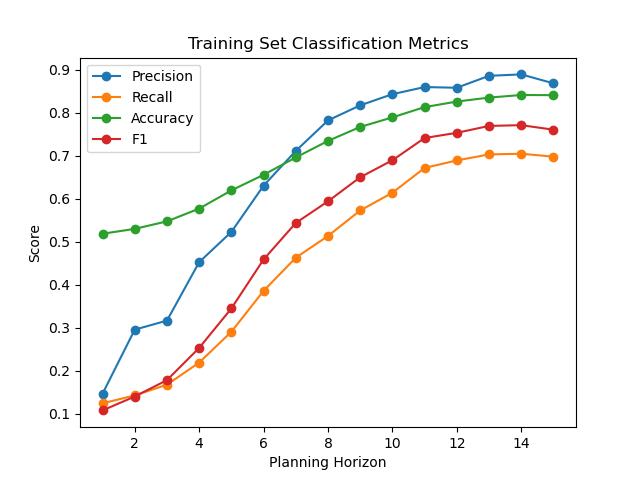 Training Set Classification Metrics
Precision
Recall
Accuracy
F1
Score
0.9
0.8
0.7
0.6
0.5
0.4
0.3
0.2
0.1
2 4 6 8 10 12 14
Planning Horizon